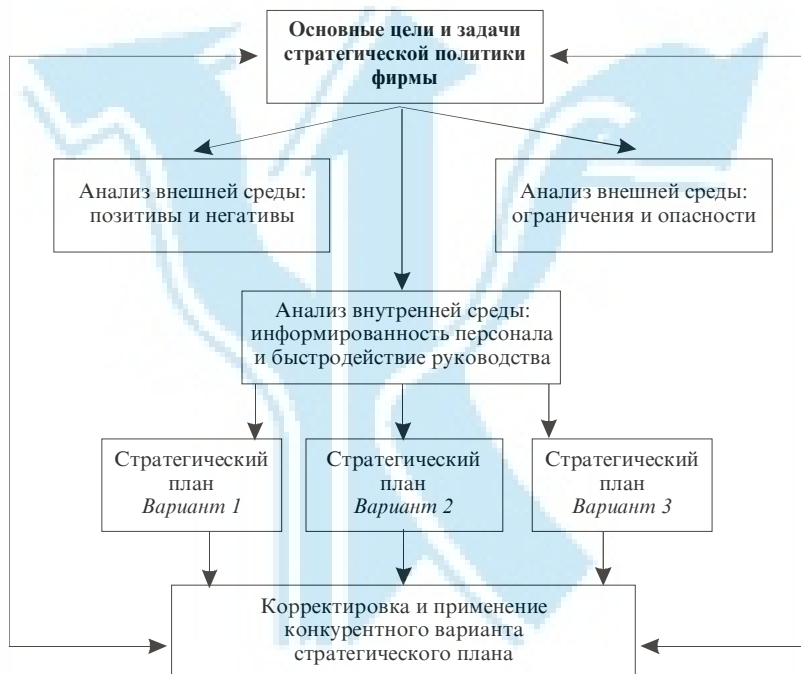 Основные цели и задачи
стратегической политики
фирмы
Анализ внешней среды:
позитивы и негативы
Анализ внешней среды:
ограничения и опасности
Анализ внутренней среды:
информированность персонала
и быстродействие руководства
Стратегический
план
Вариант 1
Стратегический
план
Вариант 2
Стратегический
план
Вариант 3
Корректировка и применение
конкурентного варианта
стратегического плана